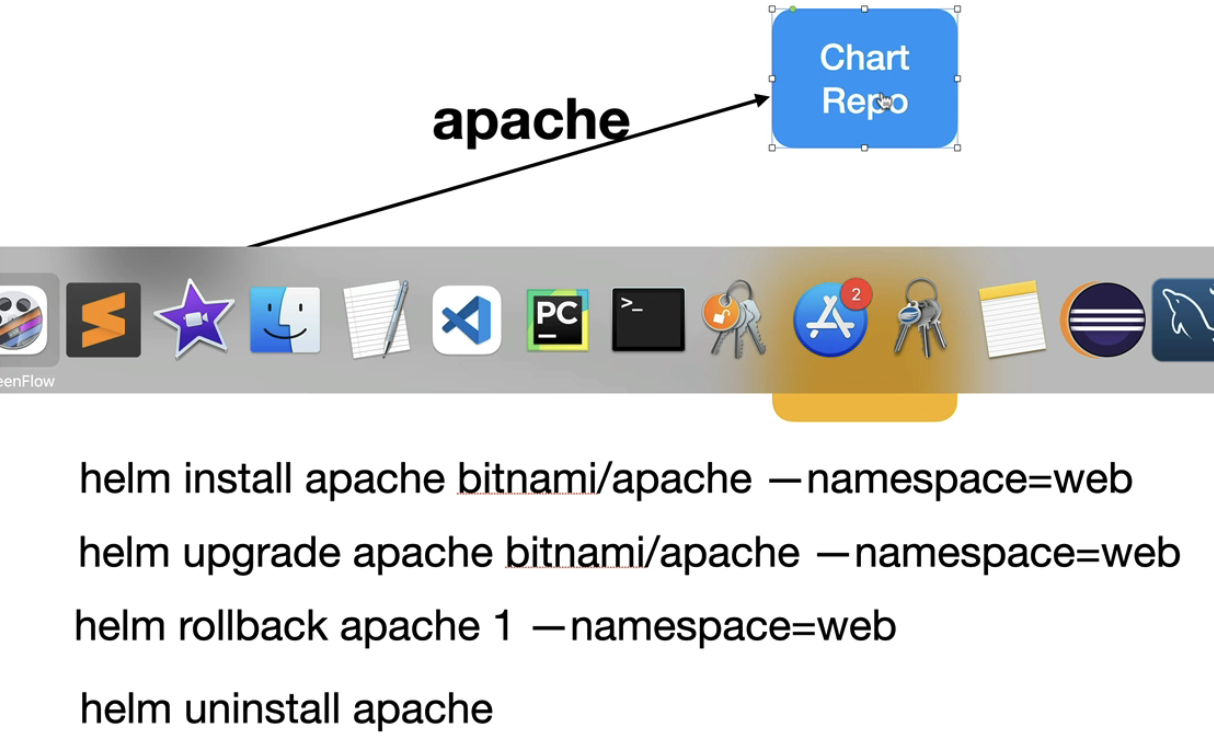 Chart
Repo
apache
PC
>_
2
eenFlow
helm install apache bitnami/apache —namespace=web
helm upgrade apache bitnami/apache —namespace=web
helm rollback apache 1 —namespace=web
helm uninstall apache